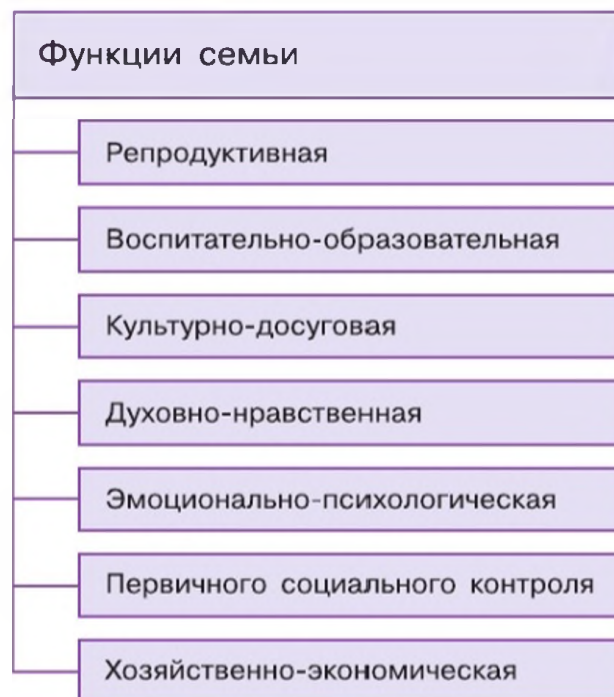 Функции семьи
Репродуктивная
Воспитательно-образовательная
Культурно-досуговая
Духовно-нравственная
Эмоционально-психологическая
Первичного социального контроля
Хозяйственно-экономическая